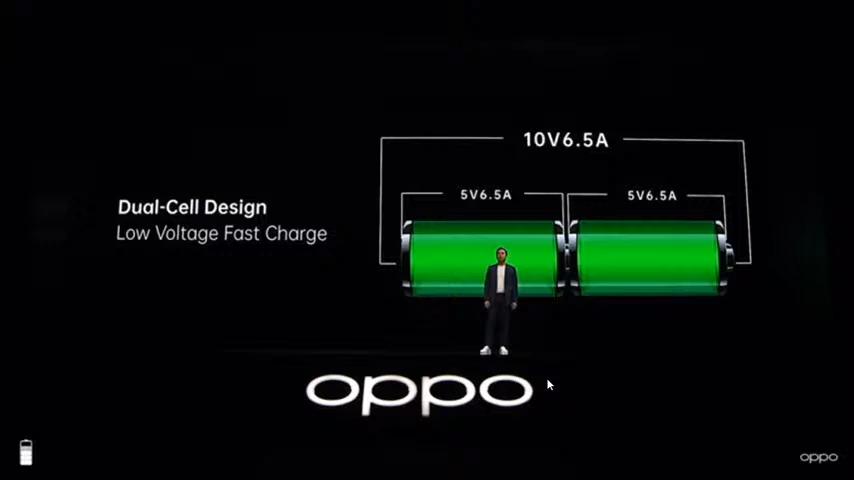 10V6.5A
5V6.5A
5V6.5A
Dual-Cell Design
Low Voltage Fast Charge
oppo
oppo